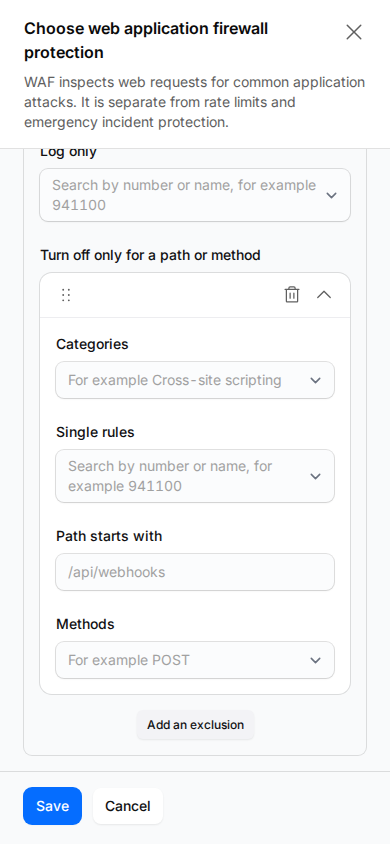 Choose web application firewall
protection
WAF inspects web requests for common application
attacks. It is separate from rate limits and
emergency incident protection.
Log only
Search by number or name, for example
941100
Turn off only for a path or method
Categories
For example Cross-site scripting
Single rules
Search by number or name, for
example 941100
Path starts with
/api/webhooks
Methods
For example POST
Add an exclusion
Save
Cancel